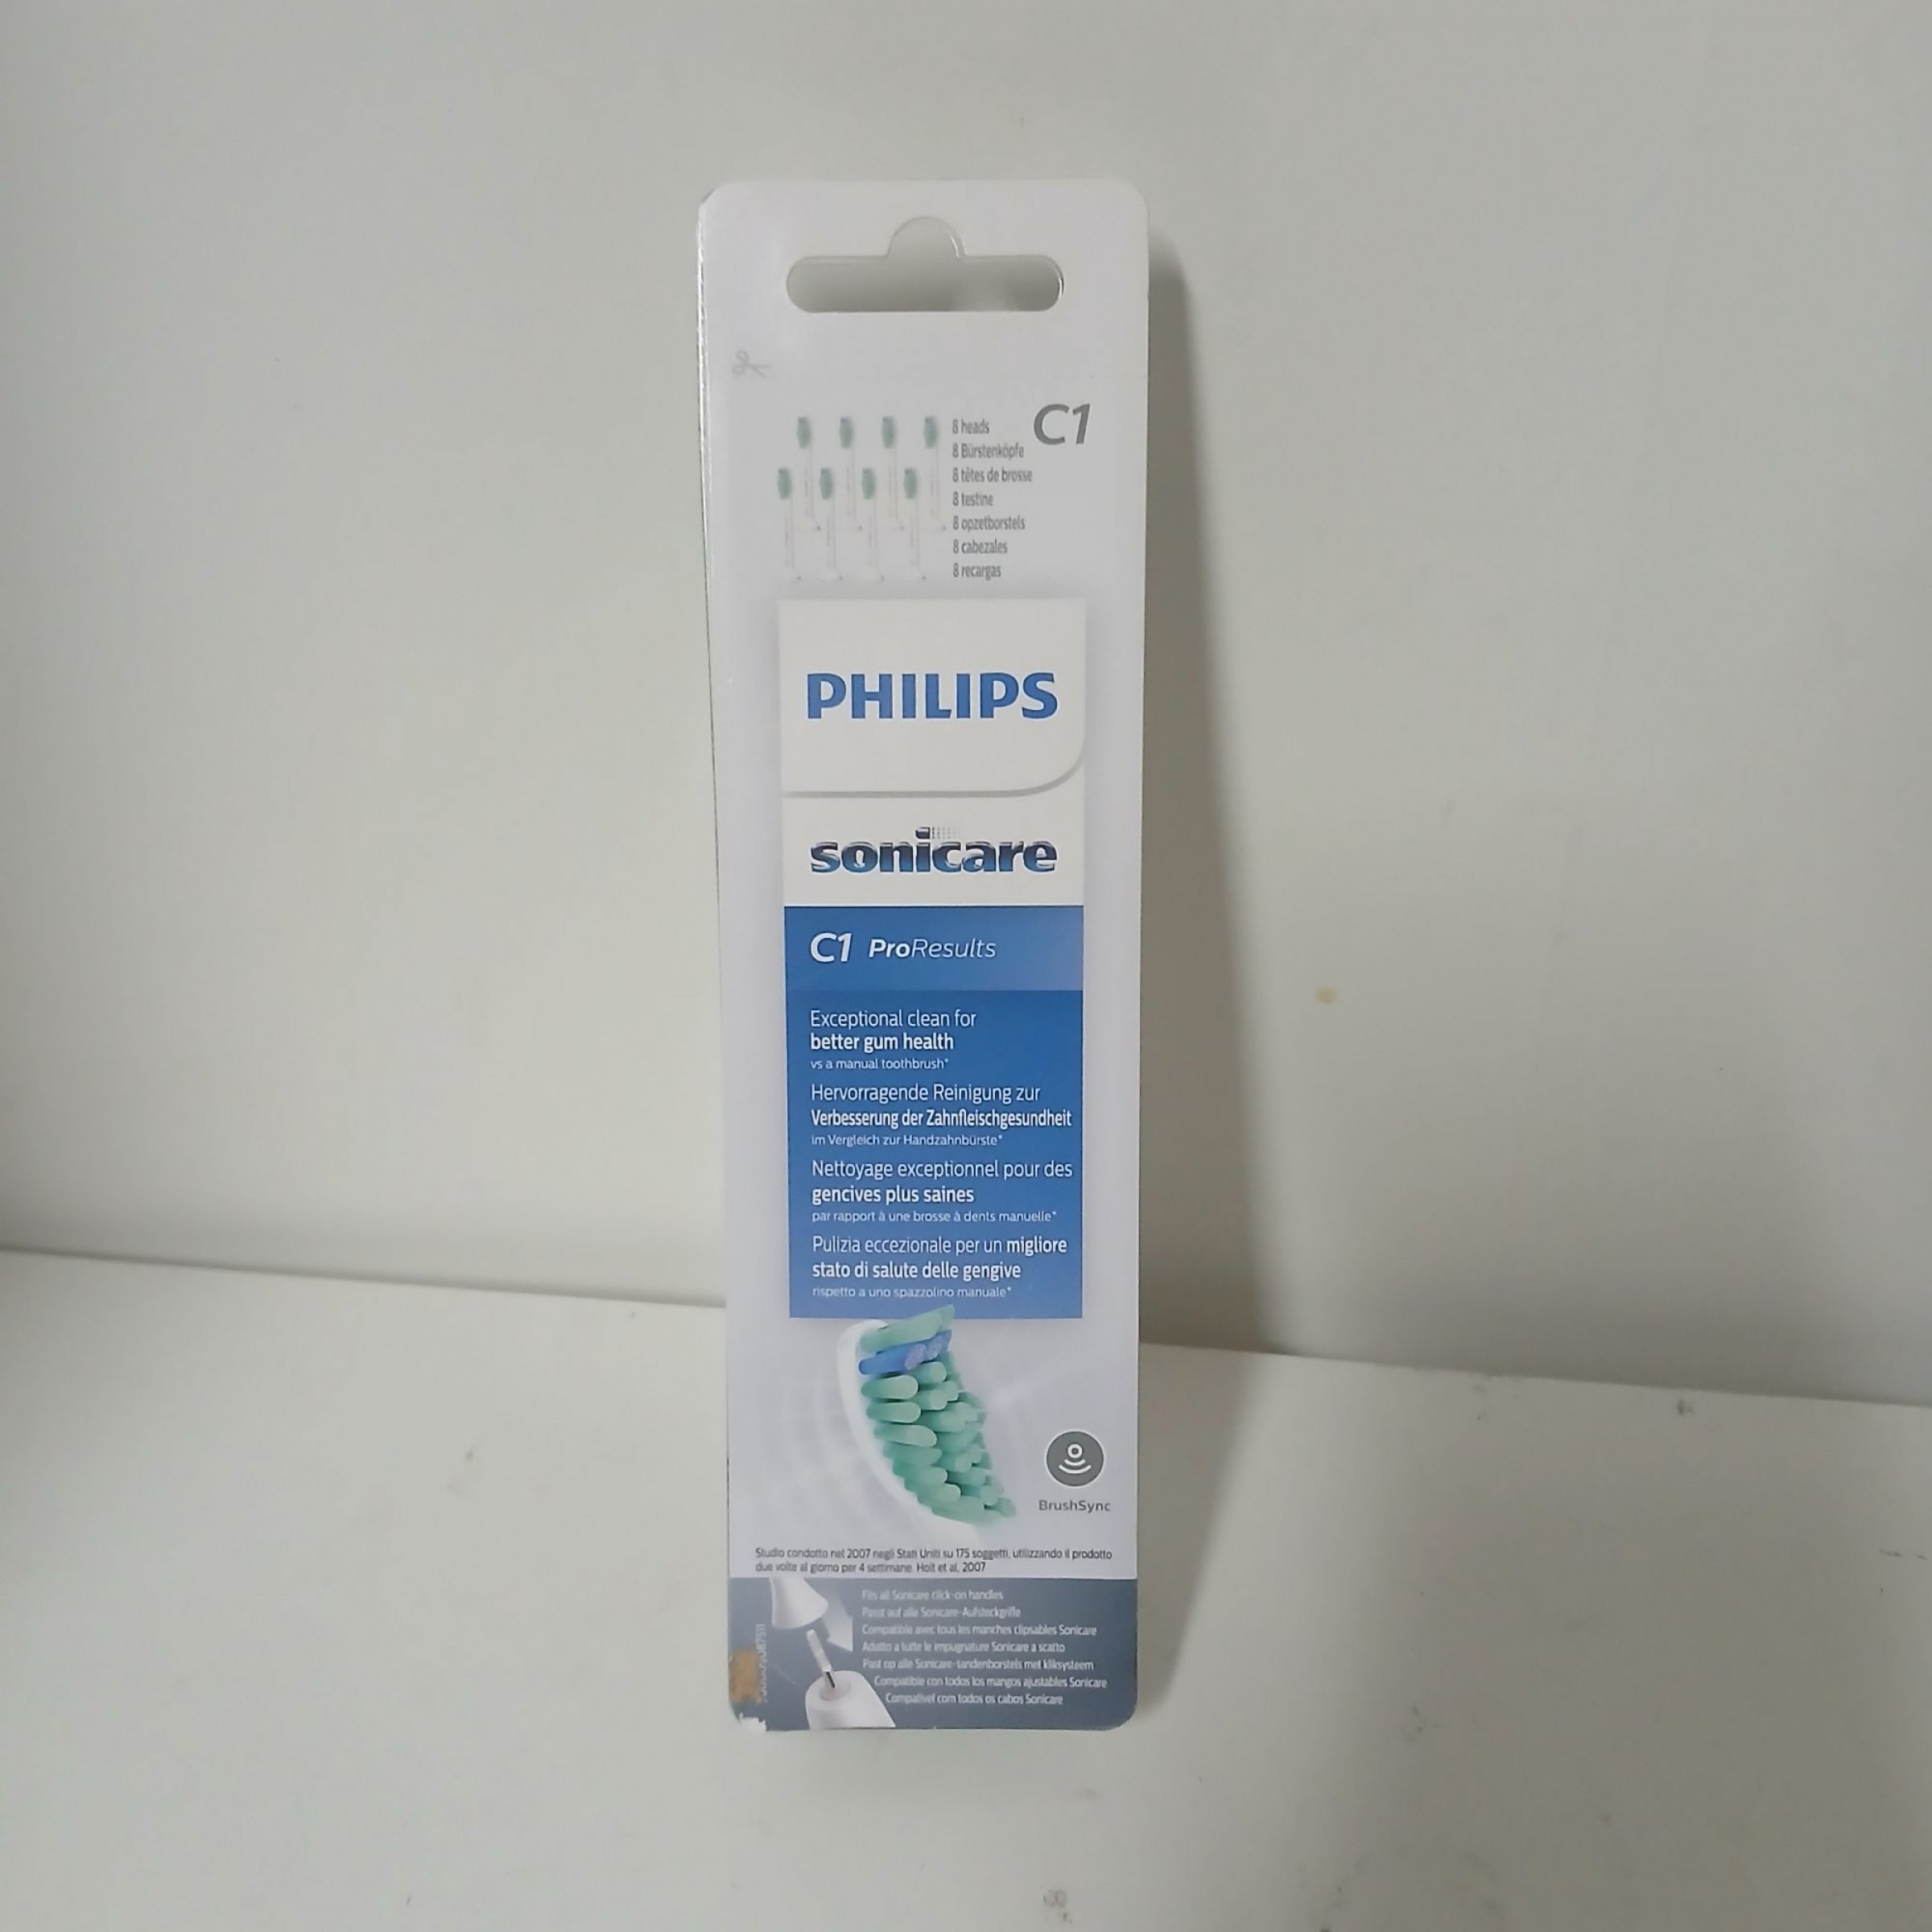 C1
8 heads
8 Bürstenköpfe
8 têtes de brosse
8 testine
8 opzetborstels
8 cabezales
8 recargas
PHILIPS
sonicare
C1 ProResults
Exceptional clean for
better gum health
vs a manual toothbrush*
Hervorragende Reinigung zur
Verbesserung der Zahnfleischgesundheit
im Vergleich zur Handzahnbürste*
Nettoyage exceptionnel pour des
gencives plus saines
par rapport à une brosse à dents manuelle*
Pulizia eccezionale per un migliore
stato di salute delle gengive
rispetto a uno spazzolino manuale*
BrushSync
Studio condotto nel 2007 negli Stati Uniti su 175 soggetti, utilizzando il prodotto
due volte al giorno per 4 settimane. Holt et al, 2007
Fits all Sonicare click-on handles
Passt auf alle Sonicare-Aufsteckgriffe
Compatible avec tous les manches clipsables Sonicare
Adatto a tutte le impugnature Sonicare a scatto
Past op alle Sonicare-tandenborstels met kliksysteem
Compatible con todos los mangos ajustables Sonicare
Compatível com todos os cabos Sonicare